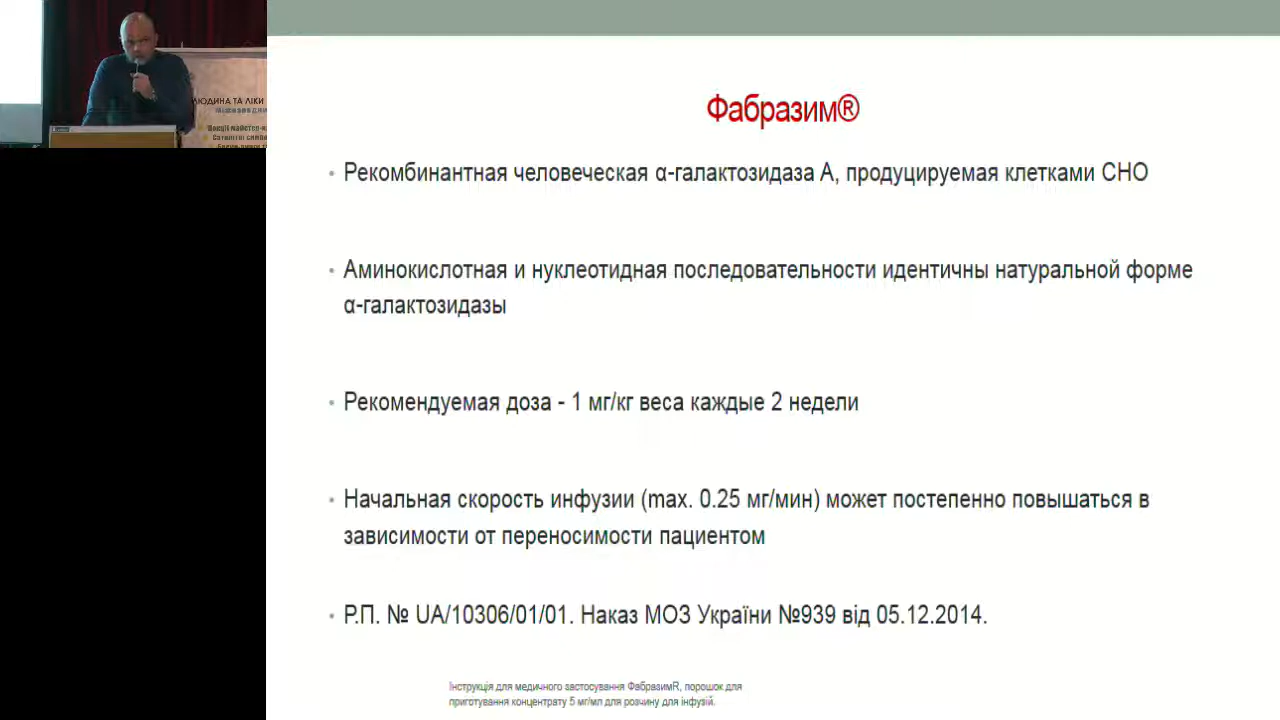 ЛЮДИНА ТА ЛІКИ
Фабразим®
• Рекомбинантная человеческая α-галактозидаза А, продуцируемая клетками СНО
• Аминокислотная и нуклеотидная последовательности идентичны натуральной форме
α-галактозидазы
• Рекомендуемая доза - 1 мг/кг веса каждые 2 недели
• Начальная скорость инфузии (max. 0.25 мг/мин) может постепенно повышаться в
зависимости от переносимости пациентом
• Р.П. № UA/10306/01/01. Наказ МОЗ України №939 від 05.12.2014.
Інструкція для медичного застосування ФабразимR, порошок для
приготування концентрату 5 мг/мл для розчину для інфузій.